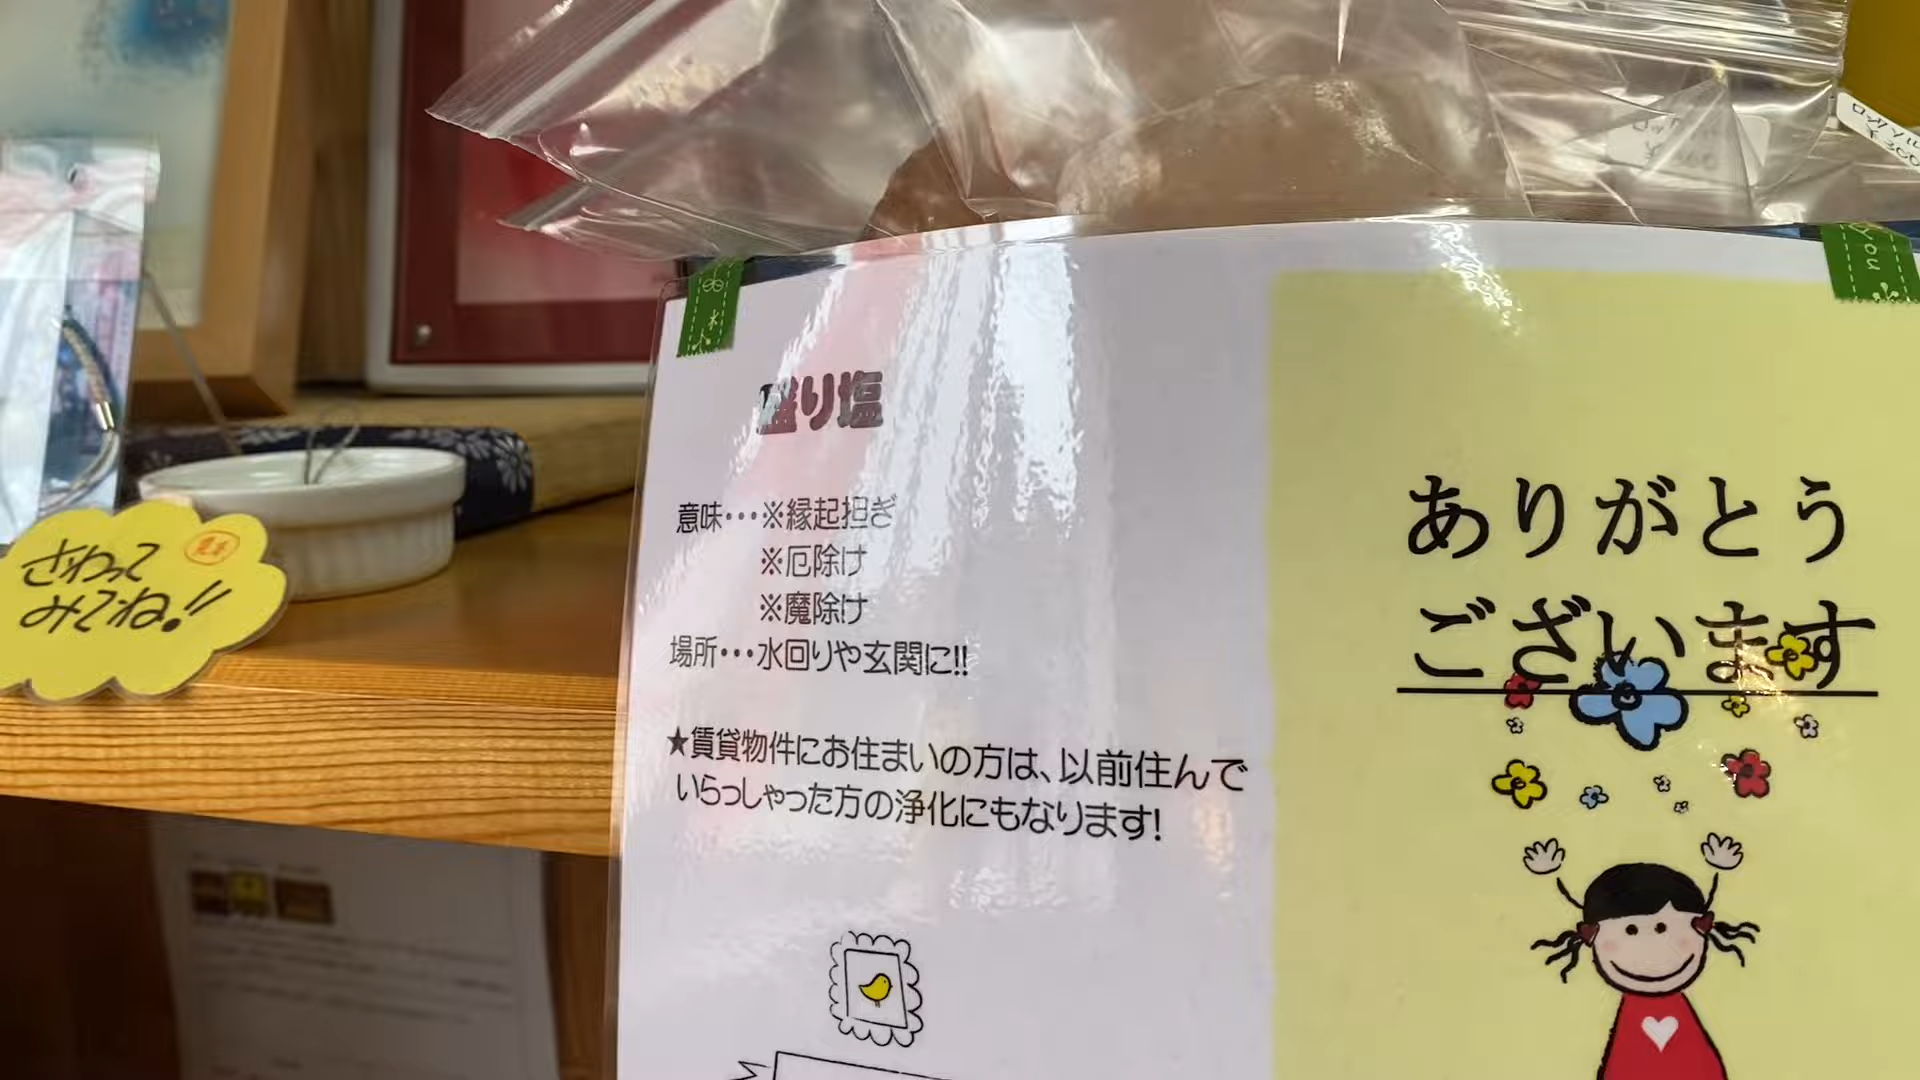 盛り塩
意味･･･※縁起担ぎ
※厄除け
※魔除け
場所･･･水回りや玄関に!!
★賃貸物件にお住まいの方は、以前住んで
いらっしゃった方の浄化にもなります!
ありがとう
ございます
さわって
みてね!!
見本
you